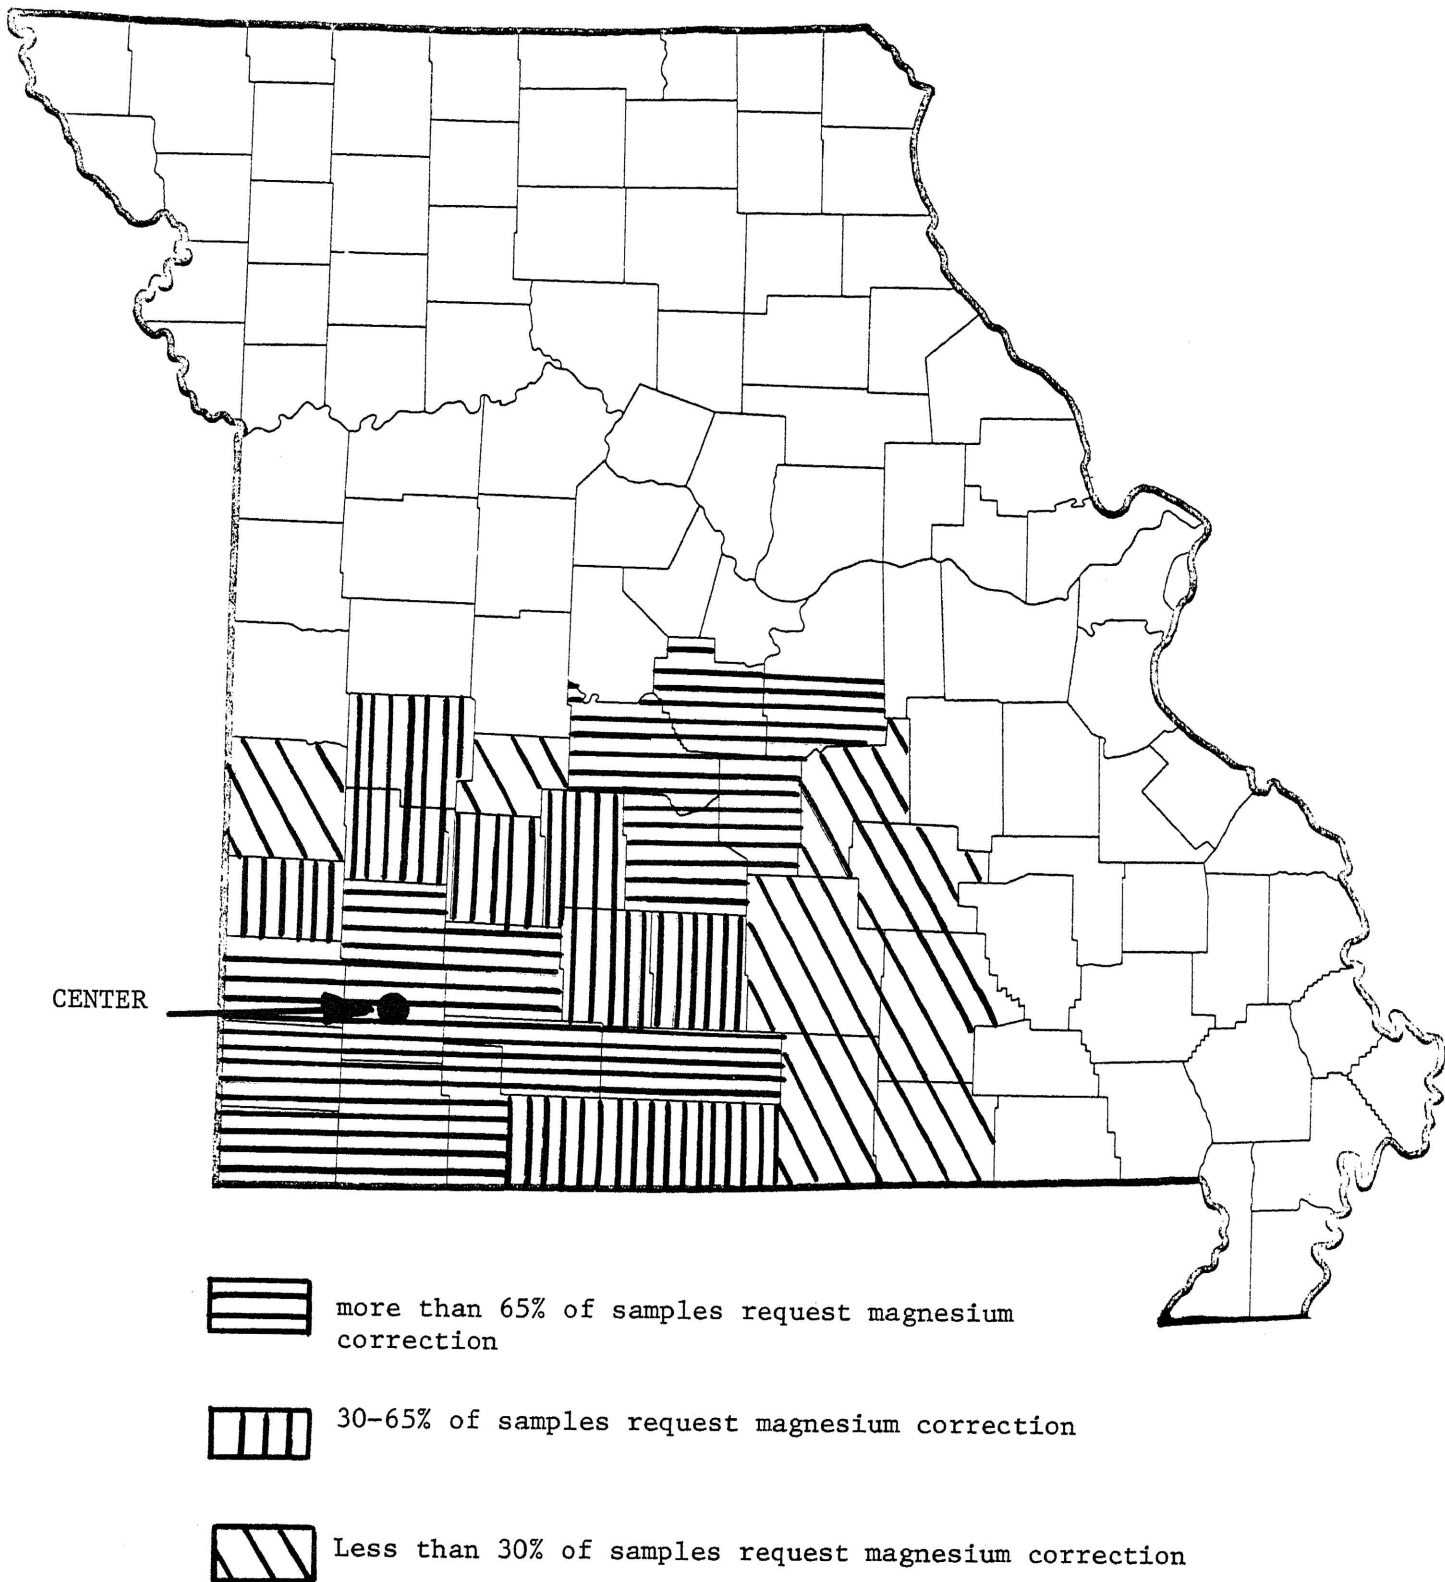 CENTER
more than 65% of samples request magnesium
correction
30-65% of samples request magnesium correction
Less than 30% of samples request magnesium correction